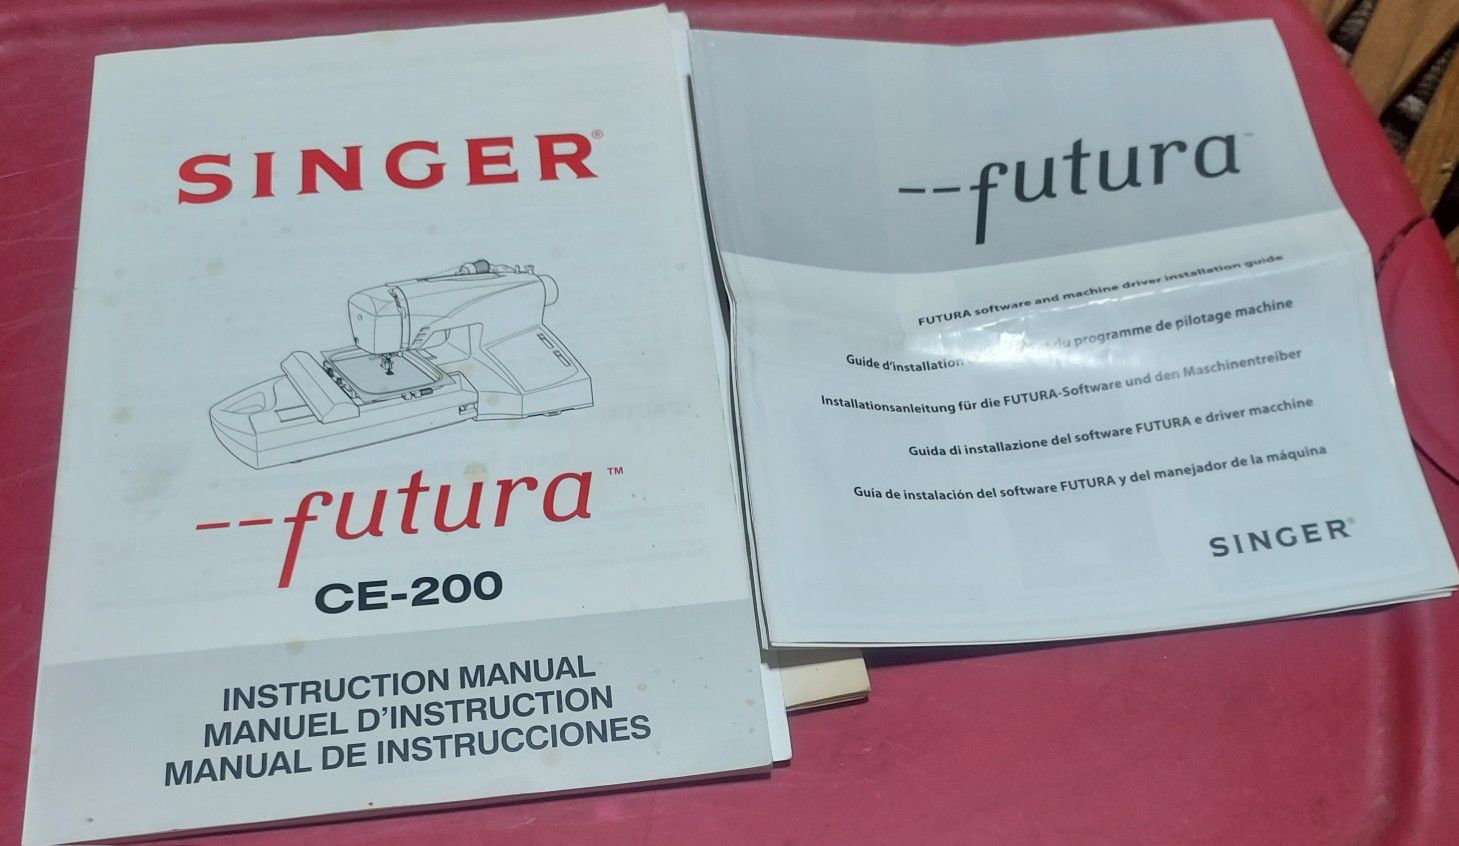 SINGER®
--futura™
CE-200
INSTRUCTION MANUAL
MANUEL D'INSTRUCTION
MANUAL DE INSTRUCCIONES
--futura™
FUTURA software and machine driver installation guide
Guide d'installation du programme de pilotage machine
Installationsanleitung für die FUTURA-Software und den Maschinentreiber
Guida di installazione del software FUTURA e driver macchine
Guía de instalación del software FUTURA y del manejador de la máquina
SINGER®